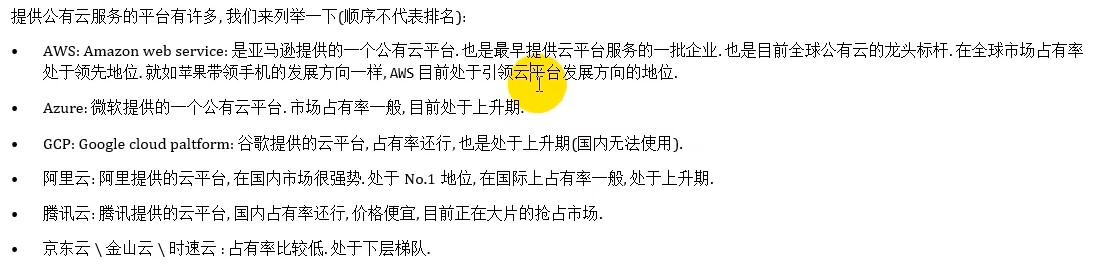 提供公有云服务的平台有许多, 我们来列举一下(顺序不代表排名):
• AWS: Amazon web service: 是亚马逊提供的一个公有云平台. 也是最早提供云平台服务的一批企业. 也是目前全球公有云的龙头标杆. 在全球市场占有率
处于领先地位. 就如苹果带领手机的发展方向一样, AWS 目前处于引领云平台发展方向的地位.
• Azure: 微软提供的一个公有云平台. 市场占有率一般, 目前处于上升期.
• GCP: Google cloud paltform: 谷歌提供的云平台, 占有率还行, 也是处于上升期(国内无法使用).
• 阿里云: 阿里提供的云平台, 在国内市场很强势. 处于 No.1 地位, 在国际上占有率一般, 处于上升期.
• 腾讯云: 腾讯提供的云平台, 国内占有率还行, 价格便宜, 目前正在大片的抢占市场.
• 京东云 \ 金山云 \ 时速云 : 占有率比较低. 处于下层梯队.